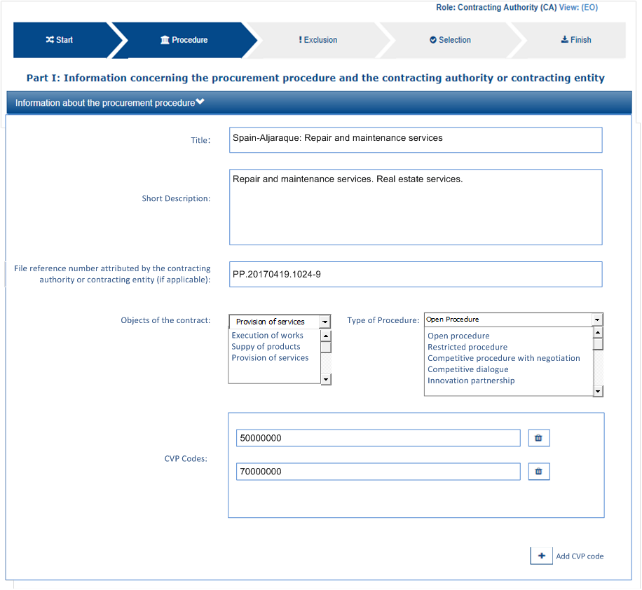 Role: Contracting Authority (CA) View: (EO)
Start
Procedure
Exclusion
Selection
Finish
Part I: Information concerning the procurement procedure and the contracting authority or contracting entity
Information about the procurement procedure
Title:
Spain-Aljaraque: Repair and maintenance services
Short Description:
Repair and maintenance services. Real estate services.
File reference number attributed by the contracting
authority or contracting entity (if applicable):
PP.20170419.1024-9
Objects of the contract:
Provision of services
Execution of works
Suppy of products
Provision of services
Type of Procedure:
Open Procedure
Open procedure
Restricted procedure
Competitive procedure with negotiation
Competitive dialogue
Innovation partnership
CVP Codes:
50000000
70000000
Add CVP code